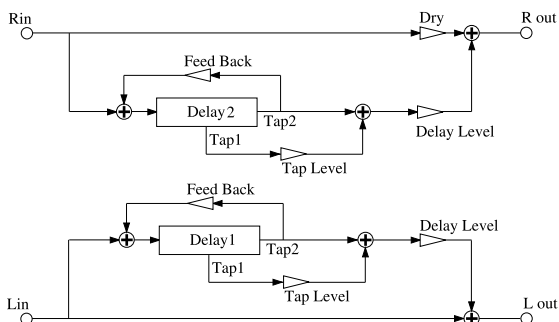 Rin
Dry
R out
Feed Back
Delay2
Tap2
Tap1
Delay Level
Tap Level
Feed Back
Delay Level
Delay1
Tap2
Tap1
Tap Level
Lin
L out